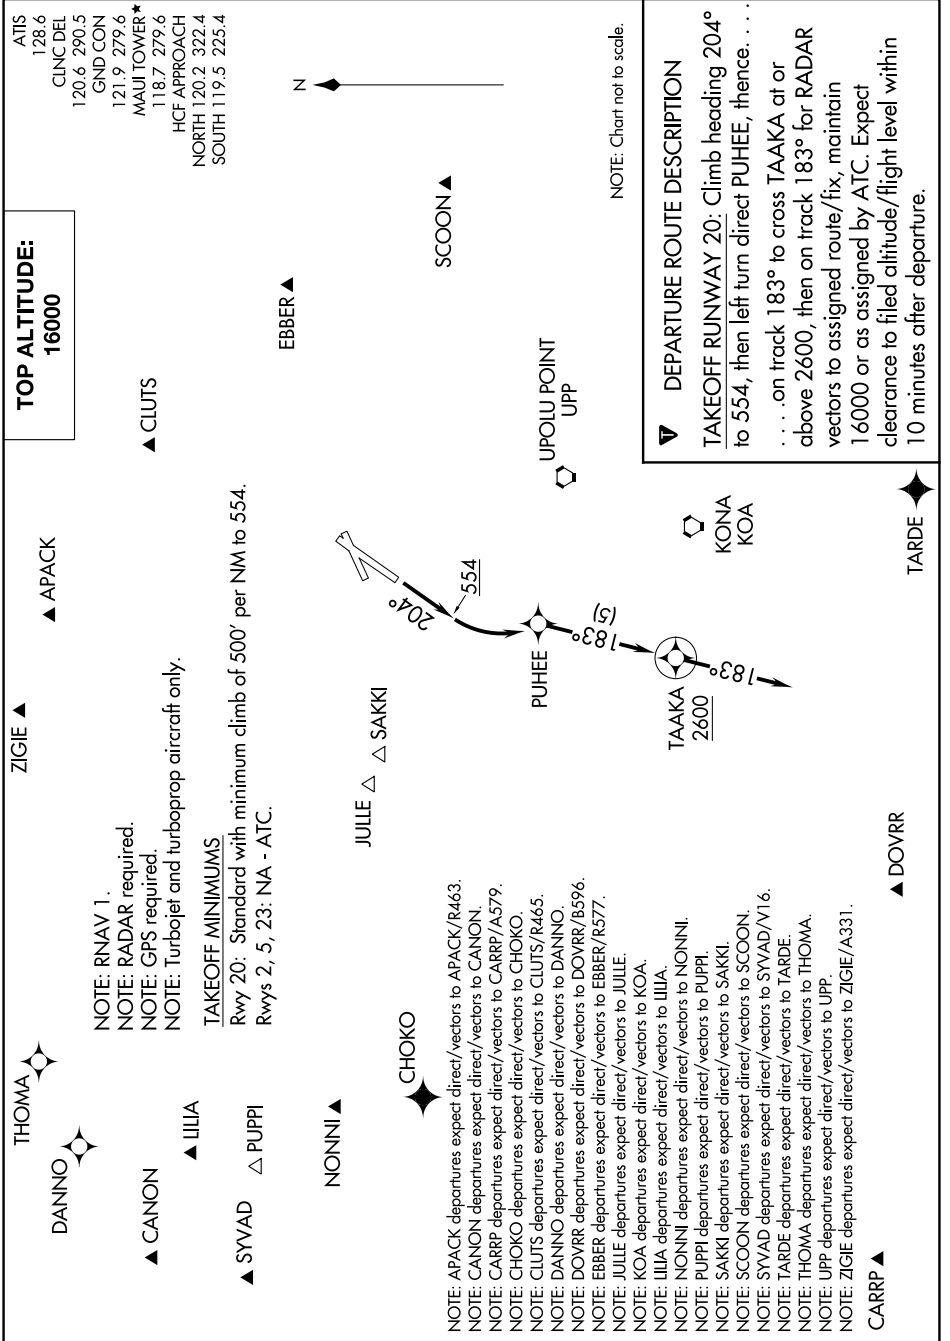 ATIS
128.6
CLNC DEL
120.6 290.5
GND CON
121.9 279.6
MAUI TOWER★
118.7 279.6
HCF APPROACH
NORTH 120.2 322.4
SOUTH 119.5 225.4
TOP ALTITUDE:
16000
N
NOTE: Chart not to scale.
THOMA
DANNO
ZIGIE
APACK
CLUTS
CANON
LILIA
SYVAD
PUPPI
NONNI
CHOKO
EBBER
SCOON
NOTE: RNAV 1.
NOTE: RADAR required.
NOTE: GPS required.
NOTE: Turbojet and turboprop aircraft only.
TAKEOFF MINIMUMS
Rwy 20: Standard with minimum climb of 500' per NM to 554.
Rwys 2, 5, 23: NA - ATC.
JULLE
SAKKI
204°
554
PUHEE
183°
(5)
TAAKA
2600
183°
UPOLU POINT
UPP
KONA
KOA
TARDE
DOVRR
CARRP
NOTE: APACK departures expect direct/vectors to APACK/R463.
NOTE: CANON departures expect direct/vectors to CANON.
NOTE: CARRP departures expect direct/vectors to CARRP/A579.
NOTE: CHOKO departures expect direct/vectors to CHOKO.
NOTE: CLUTS departures expect direct/vectors to CLUTS/R465.
NOTE: DANNO departures expect direct/vectors to DANNO.
NOTE: DOVRR departures expect direct/vectors to DOVRR/B596.
NOTE: EBBER departures expect direct/vectors to EBBER/R577.
NOTE: JULLE departures expect direct/vectors to JULLE.
NOTE: KOA departures expect direct/vectors to KOA.
NOTE: LILIA departures expect direct/vectors to LILIA.
NOTE: NONNI departures expect direct/vectors to NONNI.
NOTE: PUPPI departures expect direct/vectors to PUPPI.
NOTE: SAKKI departures expect direct/vectors to SAKKI.
NOTE: SCOON departures expect direct/vectors to SCOON.
NOTE: SYVAD departures expect direct/vectors to SYVAD/V16.
NOTE: TARDE departures expect direct/vectors to TARDE.
NOTE: THOMA departures expect direct/vectors to THOMA.
NOTE: UPP departures expect direct/vectors to UPP.
NOTE: ZIGIE departures expect direct/vectors to ZIGIE/A331.
T DEPARTURE ROUTE DESCRIPTION
TAKEOFF RUNWAY 20: Climb heading 204°
to 554, then left turn direct PUHEE, thence. . . .
. . . .on track 183° to cross TAAKA at or
above 2600, then on track 183° for RADAR
vectors to assigned route/fix, maintain
16000 or as assigned by ATC. Expect
clearance to filed altitude/flight level within
10 minutes after departure.